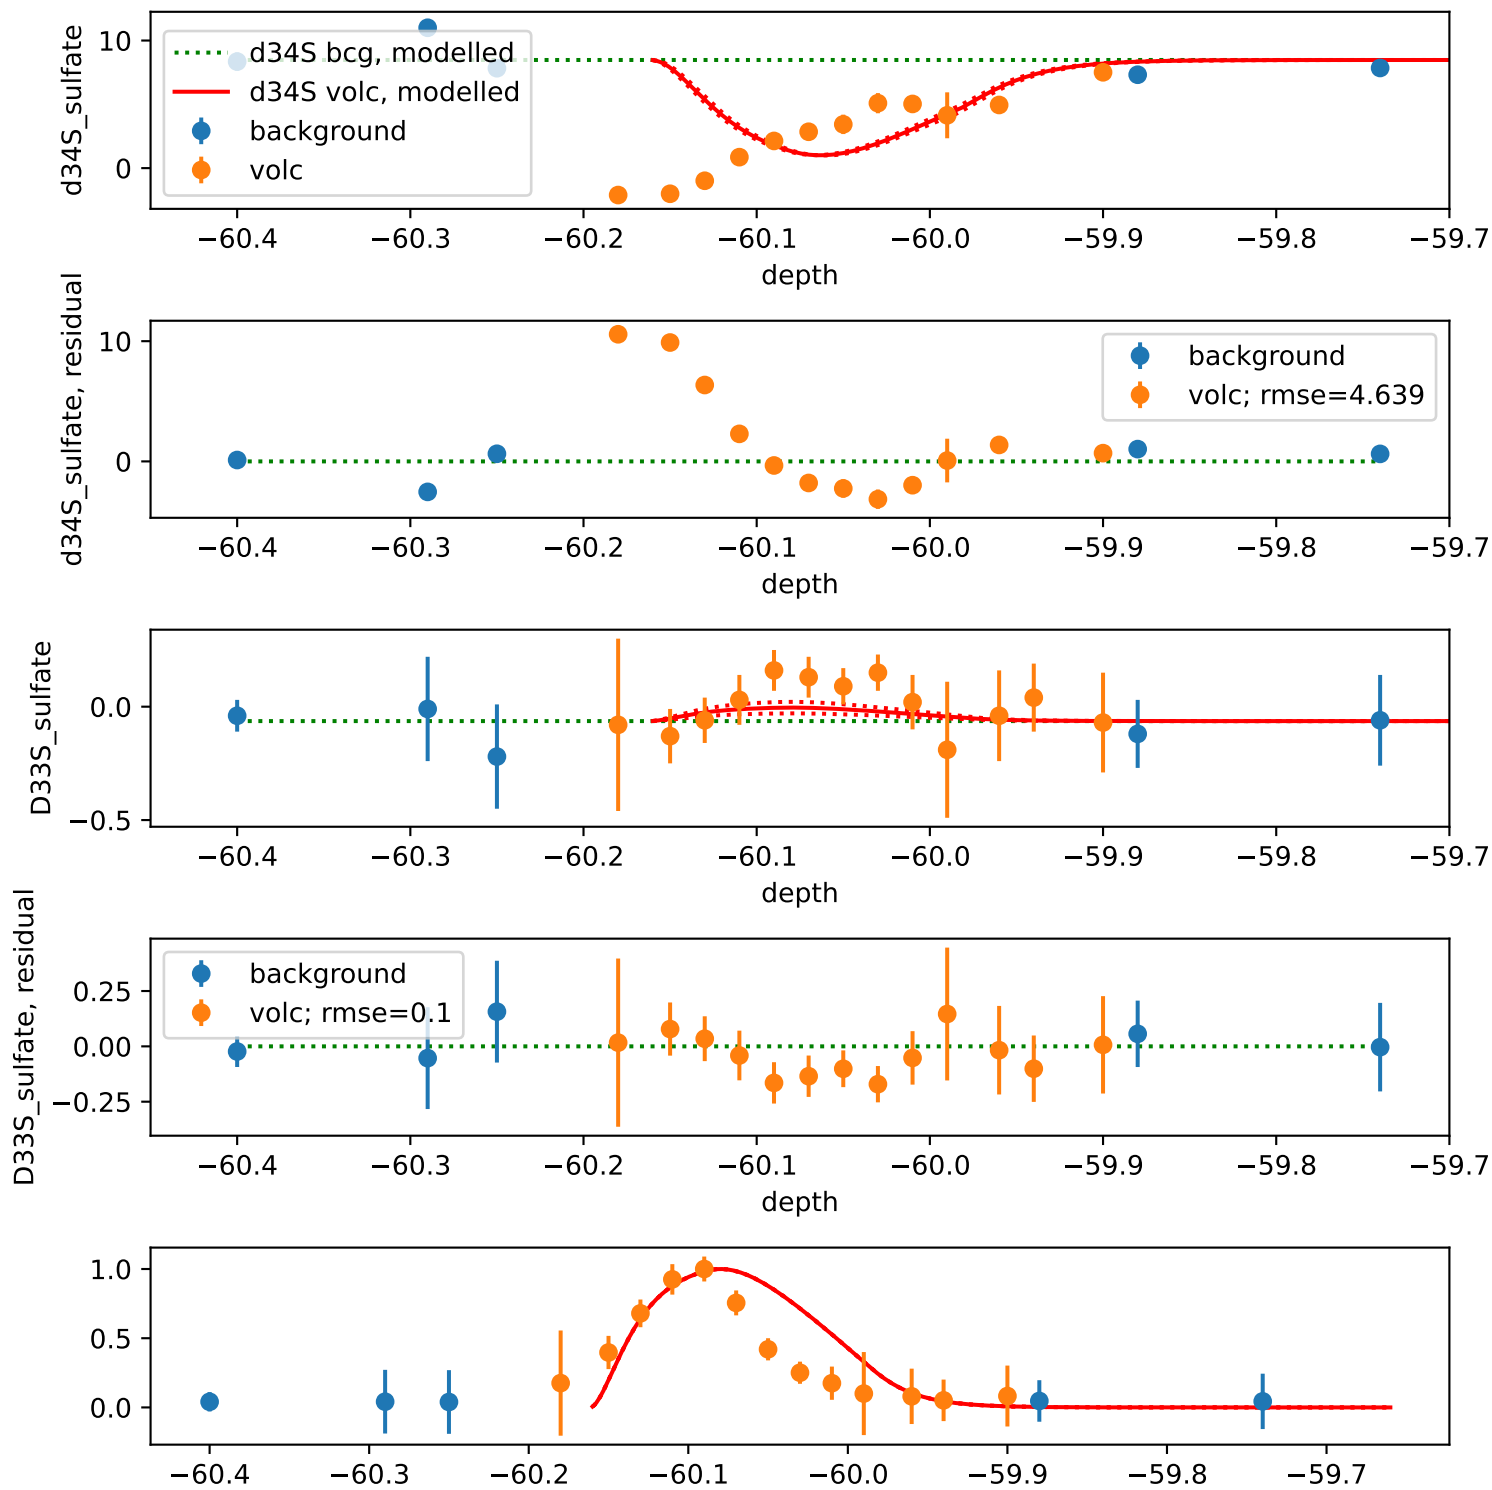 d34S_sulfate
10
0
d34S bcg, modelled
d34S volc, modelled
background
volc
−60.4 −60.3 −60.2 −60.1 −60.0 −59.9 −59.8 −59.7
depth
d34S_sulfate, residual
10
0
background
volc; rmse=4.639
−60.4 −60.3 −60.2 −60.1 −60.0 −59.9 −59.8 −59.7
depth
D33S_sulfate
0.0
−0.5
−60.4 −60.3 −60.2 −60.1 −60.0 −59.9 −59.8 −59.7
depth
D33S_sulfate, residual
0.25
0.00
−0.25
background
volc; rmse=0.1
−60.4 −60.3 −60.2 −60.1 −60.0 −59.9 −59.8 −59.7
depth
1.0
0.5
0.0
−60.4 −60.3 −60.2 −60.1 −60.0 −59.9 −59.8 −59.7